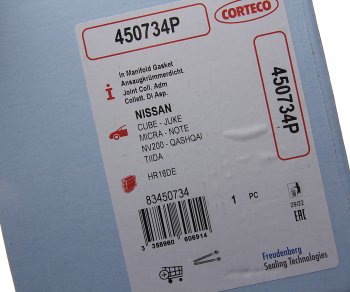 450734P
CORTECO
In Manifold Gasket
Ansaugkrümmerdicht.
Joint Coll. Adm
Collett. Di Asp.
NISSAN
CUBE - JUKE
MICRA - NOTE
NV200 - QASHQAI
TIIDA
HR16DE
83450734
3 358960 606914
1 PC
29/22
EAC
450734P
Freudenberg
Sealing Technologies